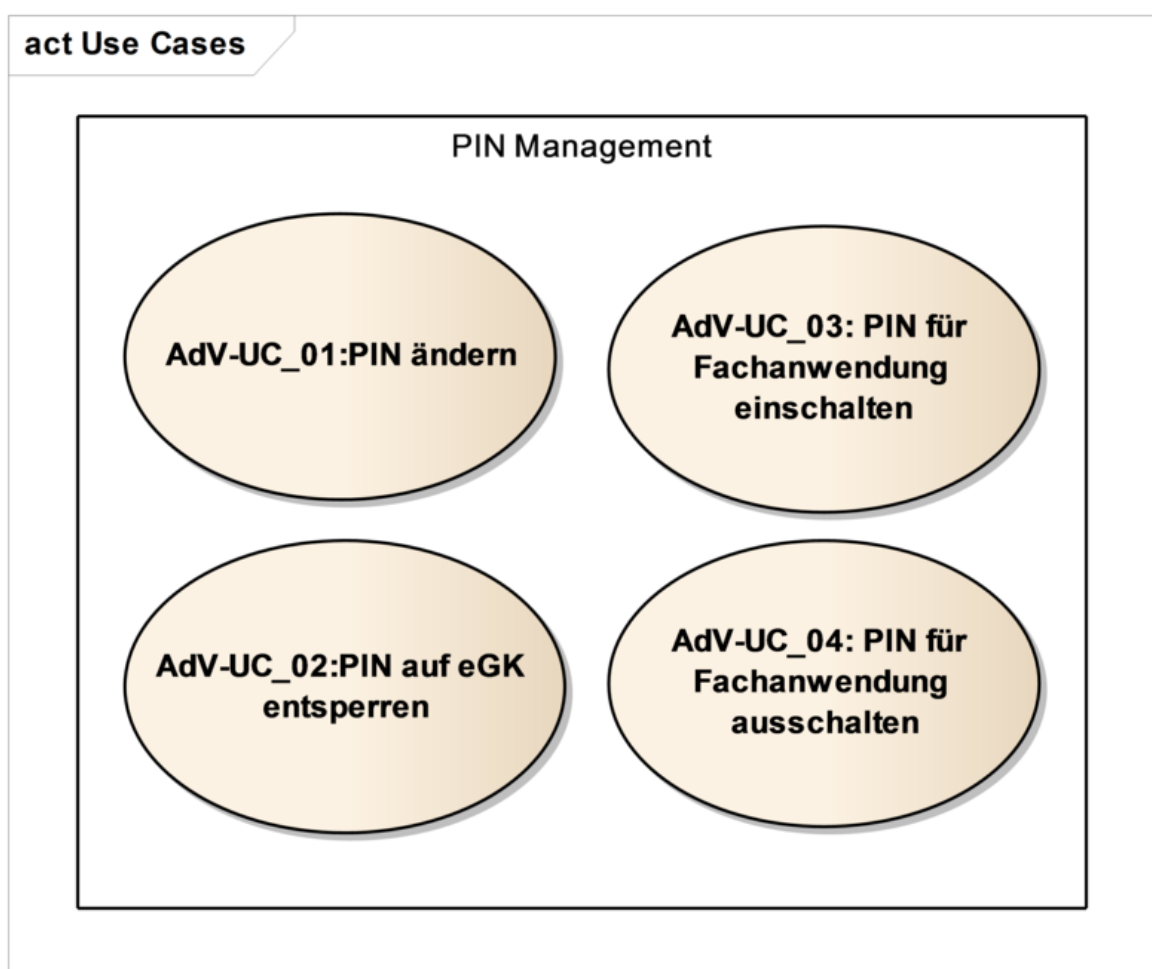 act Use Cases
PIN Management
AdV-UC_01:PIN ändern
AdV-UC_03: PIN für
Fachanwendung
einschalten
AdV-UC_02:PIN auf eGK
entsperren
AdV-UC_04: PIN für
Fachanwendung
ausschalten